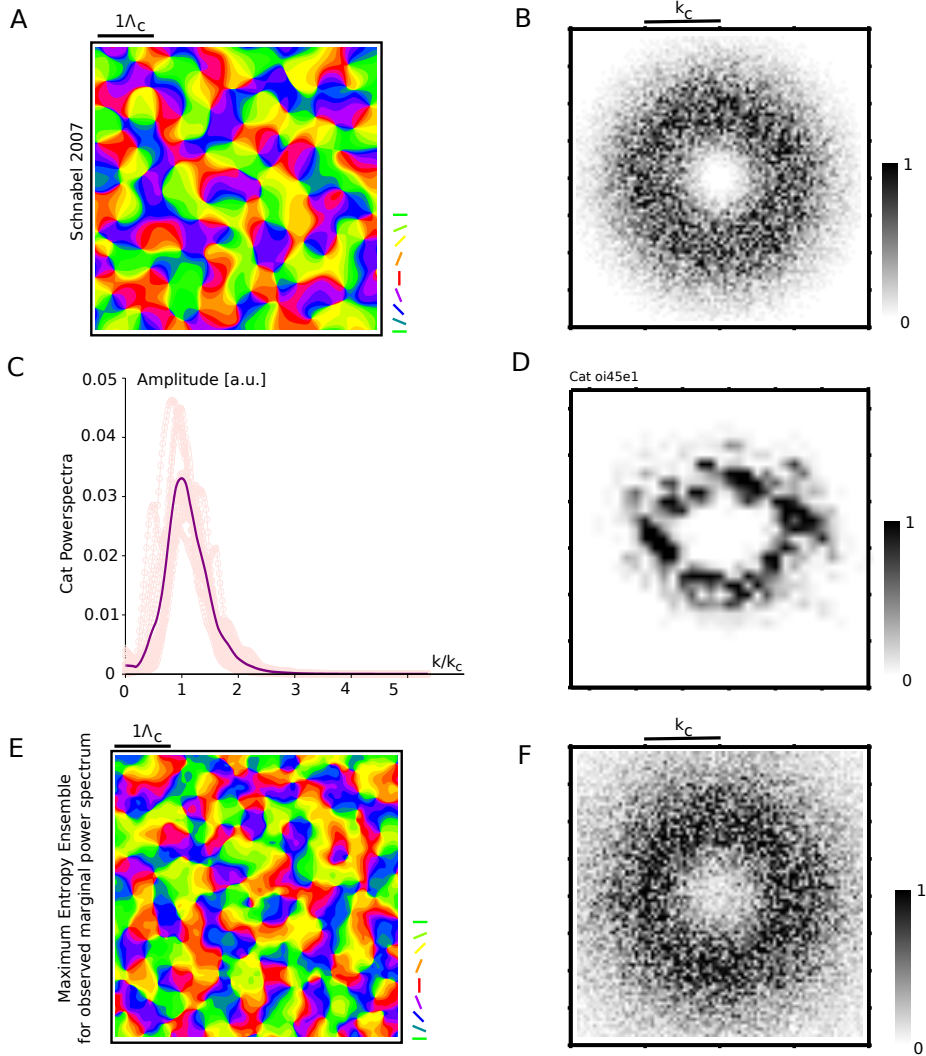 A
1Λc
Schnabel 2007
B
kc
1
0
C
Amplitude [a.u.]
0.05
0.04
0.03
0.02
0.01
0
Cat Powerspectra
0 1 2 3 4 5
k/kc
D
Cat oi45e1
1
0
E
1Λc
Maximum Entropy Ensemble
for observed marginal power spectrum
F
kc
1
0